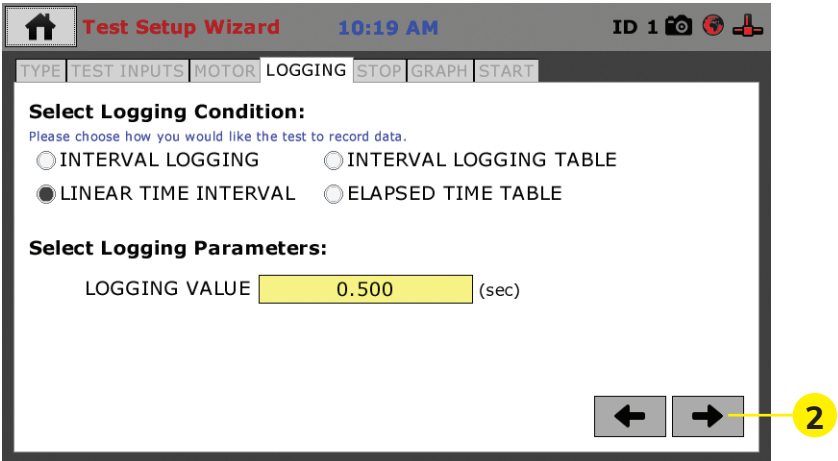 Test Setup Wizard 10:19 AM ID 1
TYPE TEST INPUTS MOTOR LOGGING STOP GRAPH START
Select Logging Condition:
Please choose how you would like the test to record data.
INTERVAL LOGGING INTERVAL LOGGING TABLE
LINEAR TIME INTERVAL ELAPSED TIME TABLE
Select Logging Parameters:
LOGGING VALUE 0.500 (sec)
2